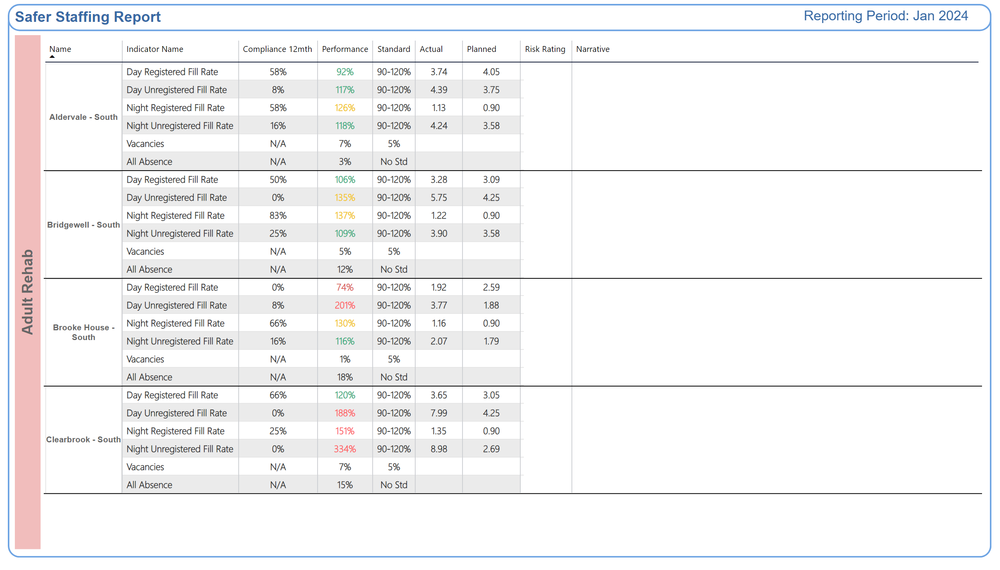 Safer Staffing Report
Reporting Period: Jan 2024
Adult Rehab
Name Indicator Name Compliance 12mth Performance Standard Actual Planned Risk Rating Narrative
Aldervale - South
Day Registered Fill Rate 58% 92% 90-120% 3.74 4.05
Day Unregistered Fill Rate 8% 117% 90-120% 4.39 3.75
Night Registered Fill Rate 58% 126% 90-120% 1.13 0.90
Night Unregistered Fill Rate 16% 118% 90-120% 4.24 3.58
Vacancies N/A 7% 5%
All Absence N/A 3% No Std
Bridgewell - South
Day Registered Fill Rate 50% 106% 90-120% 3.28 3.09
Day Unregistered Fill Rate 0% 135% 90-120% 5.75 4.25
Night Registered Fill Rate 83% 137% 90-120% 1.22 0.90
Night Unregistered Fill Rate 25% 109% 90-120% 3.90 3.58
Vacancies N/A 5% 5%
All Absence N/A 12% No Std
Brooke House -
South
Day Registered Fill Rate 0% 74% 90-120% 1.92 2.59
Day Unregistered Fill Rate 8% 201% 90-120% 3.77 1.88
Night Registered Fill Rate 66% 130% 90-120% 1.16 0.90
Night Unregistered Fill Rate 16% 116% 90-120% 2.07 1.79
Vacancies N/A 1% 5%
All Absence N/A 18% No Std
Clearbrook - South
Day Registered Fill Rate 66% 120% 90-120% 3.65 3.05
Day Unregistered Fill Rate 0% 188% 90-120% 7.99 4.25
Night Registered Fill Rate 25% 151% 90-120% 1.35 0.90
Night Unregistered Fill Rate 0% 334% 90-120% 8.98 2.69
Vacancies N/A 7% 5%
All Absence N/A 15% No Std